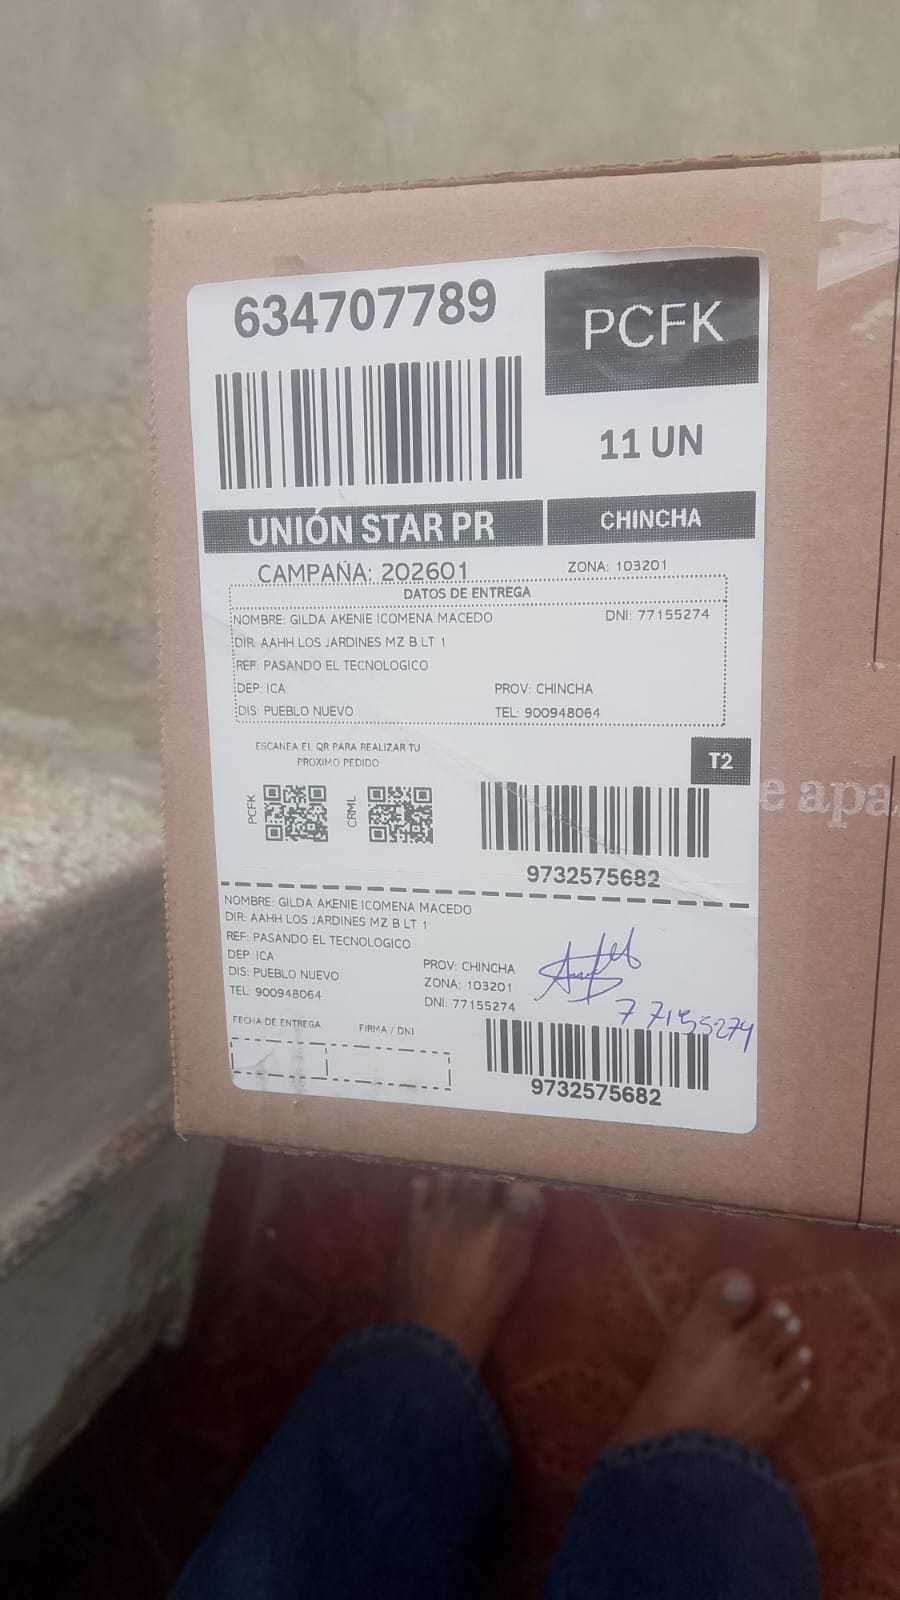 634707789
PCFK
11 UN
UNIÓN STAR PR
CHINCHA
CAMPAÑA: 202601
ZONA: 103201
DATOS DE ENTREGA
NOMBRE: GILDA AKENIE ICOMENA MACEDO DNI: 77155274
DIR: AAHH LOS JARDINES MZ B LT 1
REF: PASANDO EL TECNOLOGICO
DEP: ICA PROV: CHINCHA
DIS: PUEBLO NUEVO TEL: 900948064
ESCANEA EL QR PARA REALIZAR TU
PROXIMO PEDIDO
T2
PCFK
CRML
e apa
9732575682
NOMBRE: GILDA AKENIE ICOMENA MACEDO
DIR: AAHH LOS JARDINES MZ B LT 1
REF: PASANDO EL TECNOLOGICO
DEP: ICA PROV: CHINCHA
DIS: PUEBLO NUEVO ZONA: 103201
TEL: 900948064 DNI: 77155274
77155274
FECHA DE ENTREGA FIRMA / DNI
9732575682